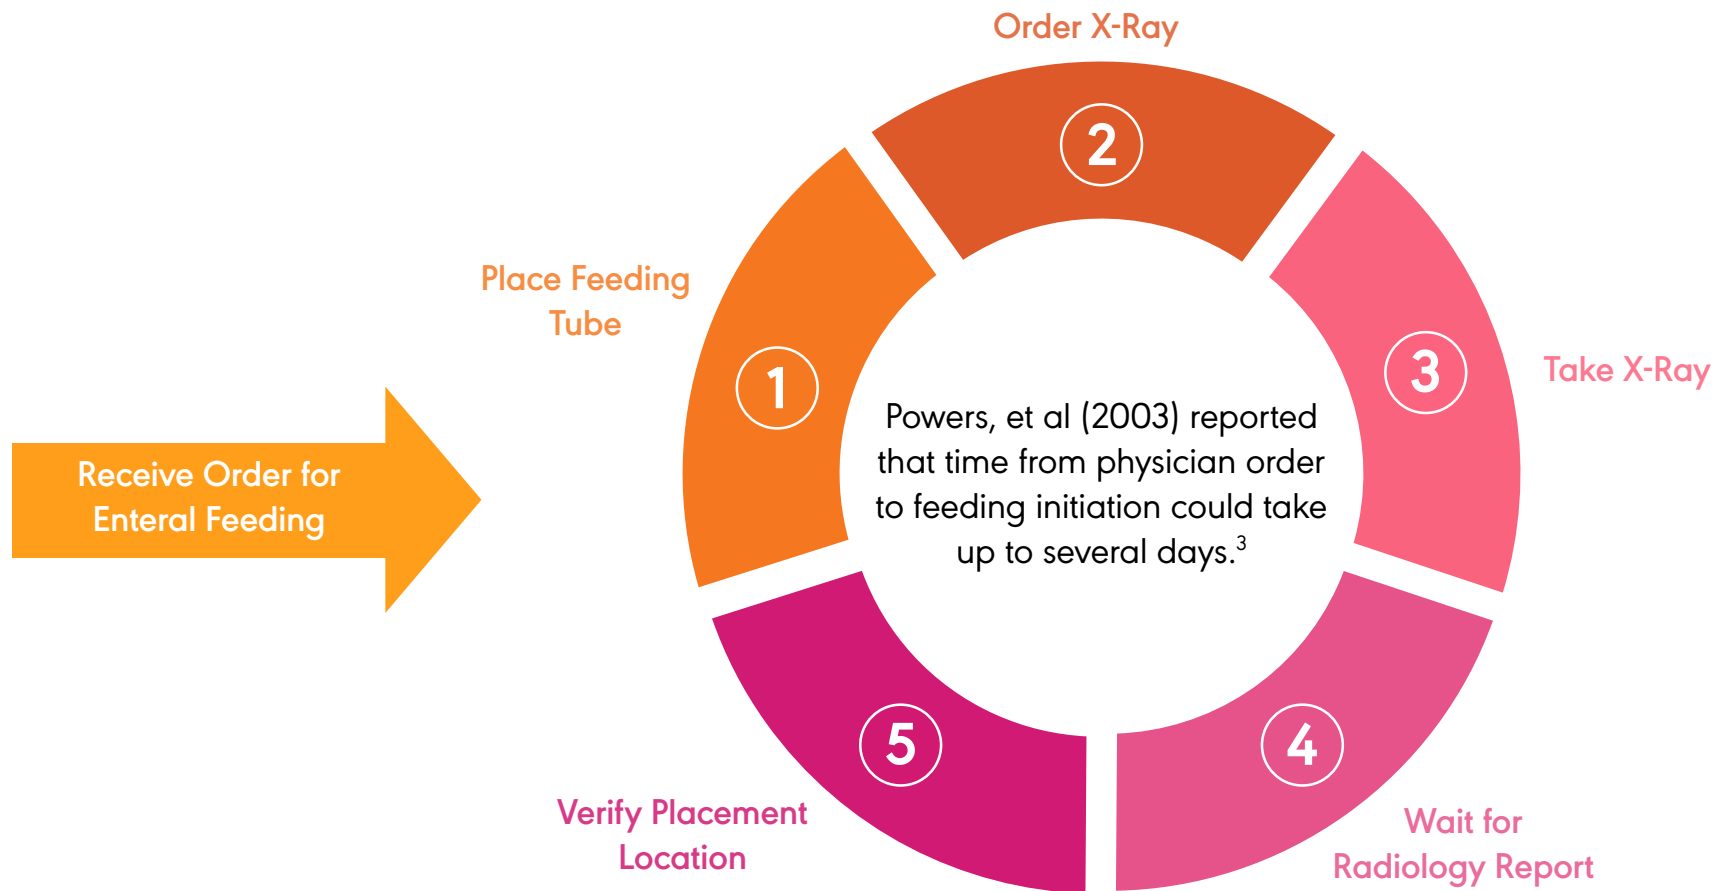 Receive Order for
Enteral Feeding
Place Feeding
Tube
1
Order X-Ray
2
Take X-Ray
3
Wait for
Radiology Report
4
Verify Placement
Location
5
Powers, et al (2003) reported
that time from physician order
to feeding initiation could take
up to several days.³